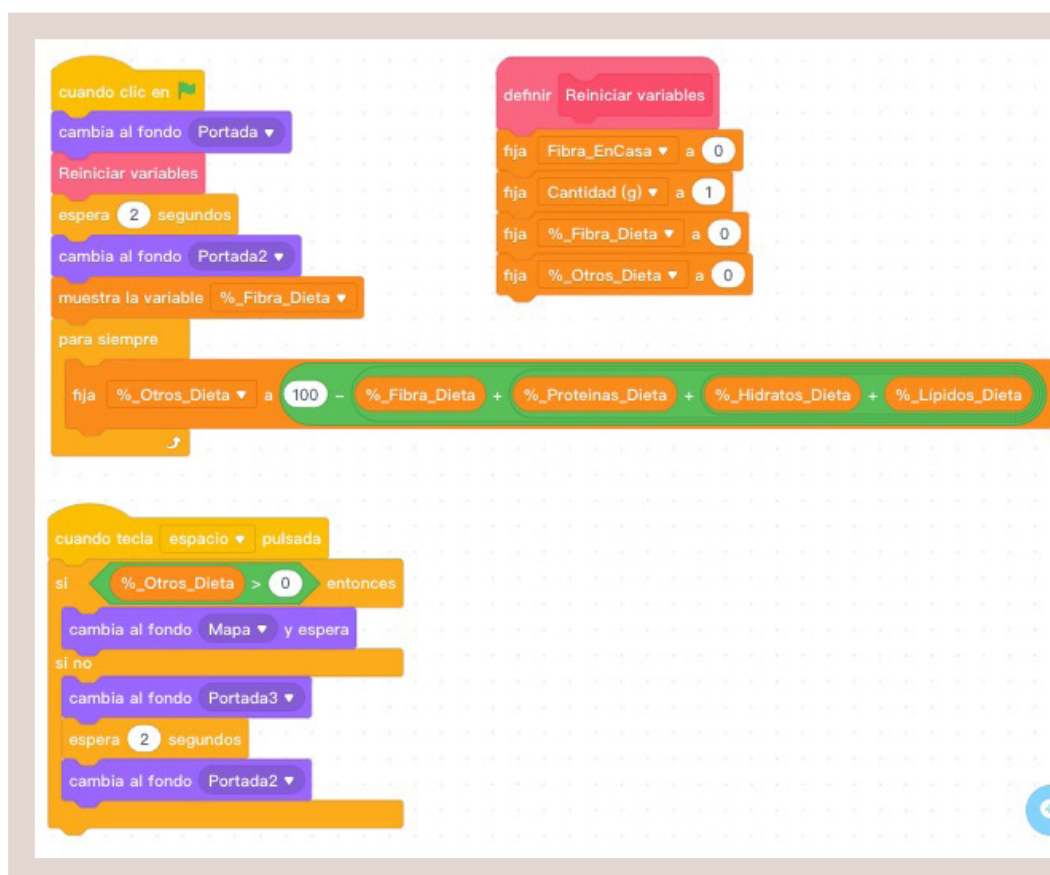 cuando clic en
cambia al fondo Portada
Reiniciar variables
espera 2 segundos
cambia al fondo Portada2
muestra la variable %_Fibra_Dieta
para siempre
fija %_Otros_Dieta a 100 - %_Fibra_Dieta + %_Proteinas_Dieta + %_Hidratos_Dieta + %_Lípidos_Dieta
definir Reiniciar variables
fija Fibra_EnCasa a 0
fija Cantidad (g) a 1
fija %_Fibra_Dieta a 0
fija %_Otros_Dieta a 0
cuando tecla espacio pulsada
si %_Otros_Dieta > 0 entonces
cambia al fondo Mapa y espera
si no
cambia al fondo Portada3
espera 2 segundos
cambia al fondo Portada2